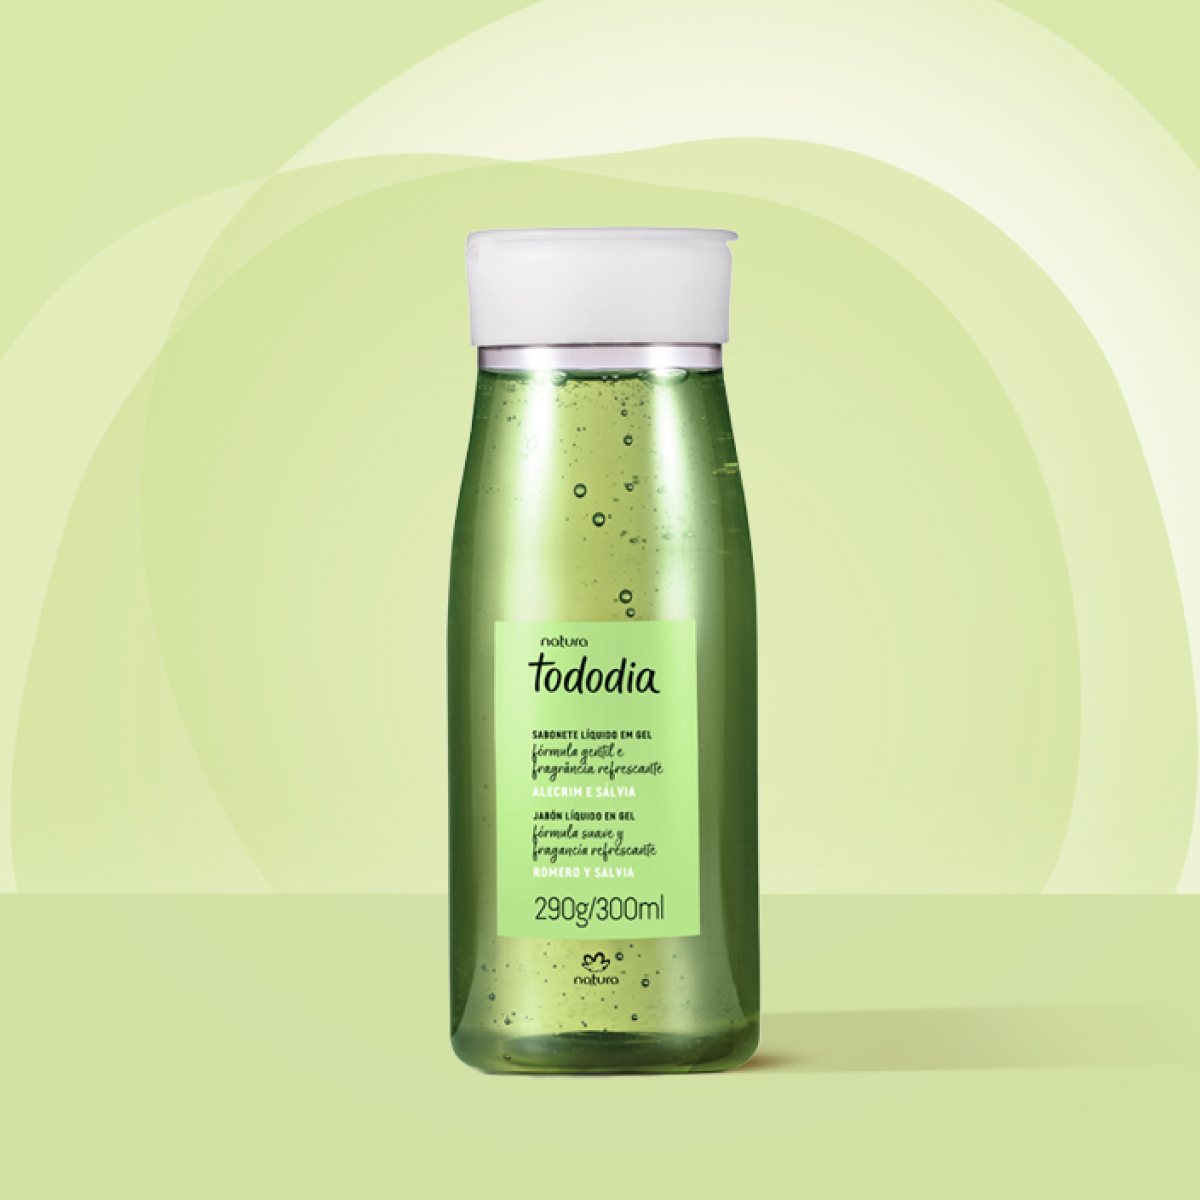 natura
tododia
SABONETE LÍQUIDO EM GEL
fórmula gentil e
fragrância refrescante
ALECRIM E SÁLVIA
JABÓN LÍQUIDO EN GEL
fórmula suave y
fragancia refrescante
ROMERO Y SALVIA
290g/300ml
natura